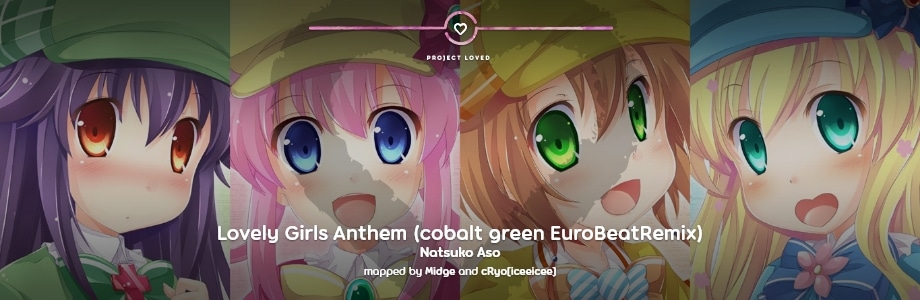 PROJECT LOVED
Lovely Girls Anthem (cobalt green EuroBeatRemix)
Natsuko Aso
mapped by Midge and cRyo[iceeicee]